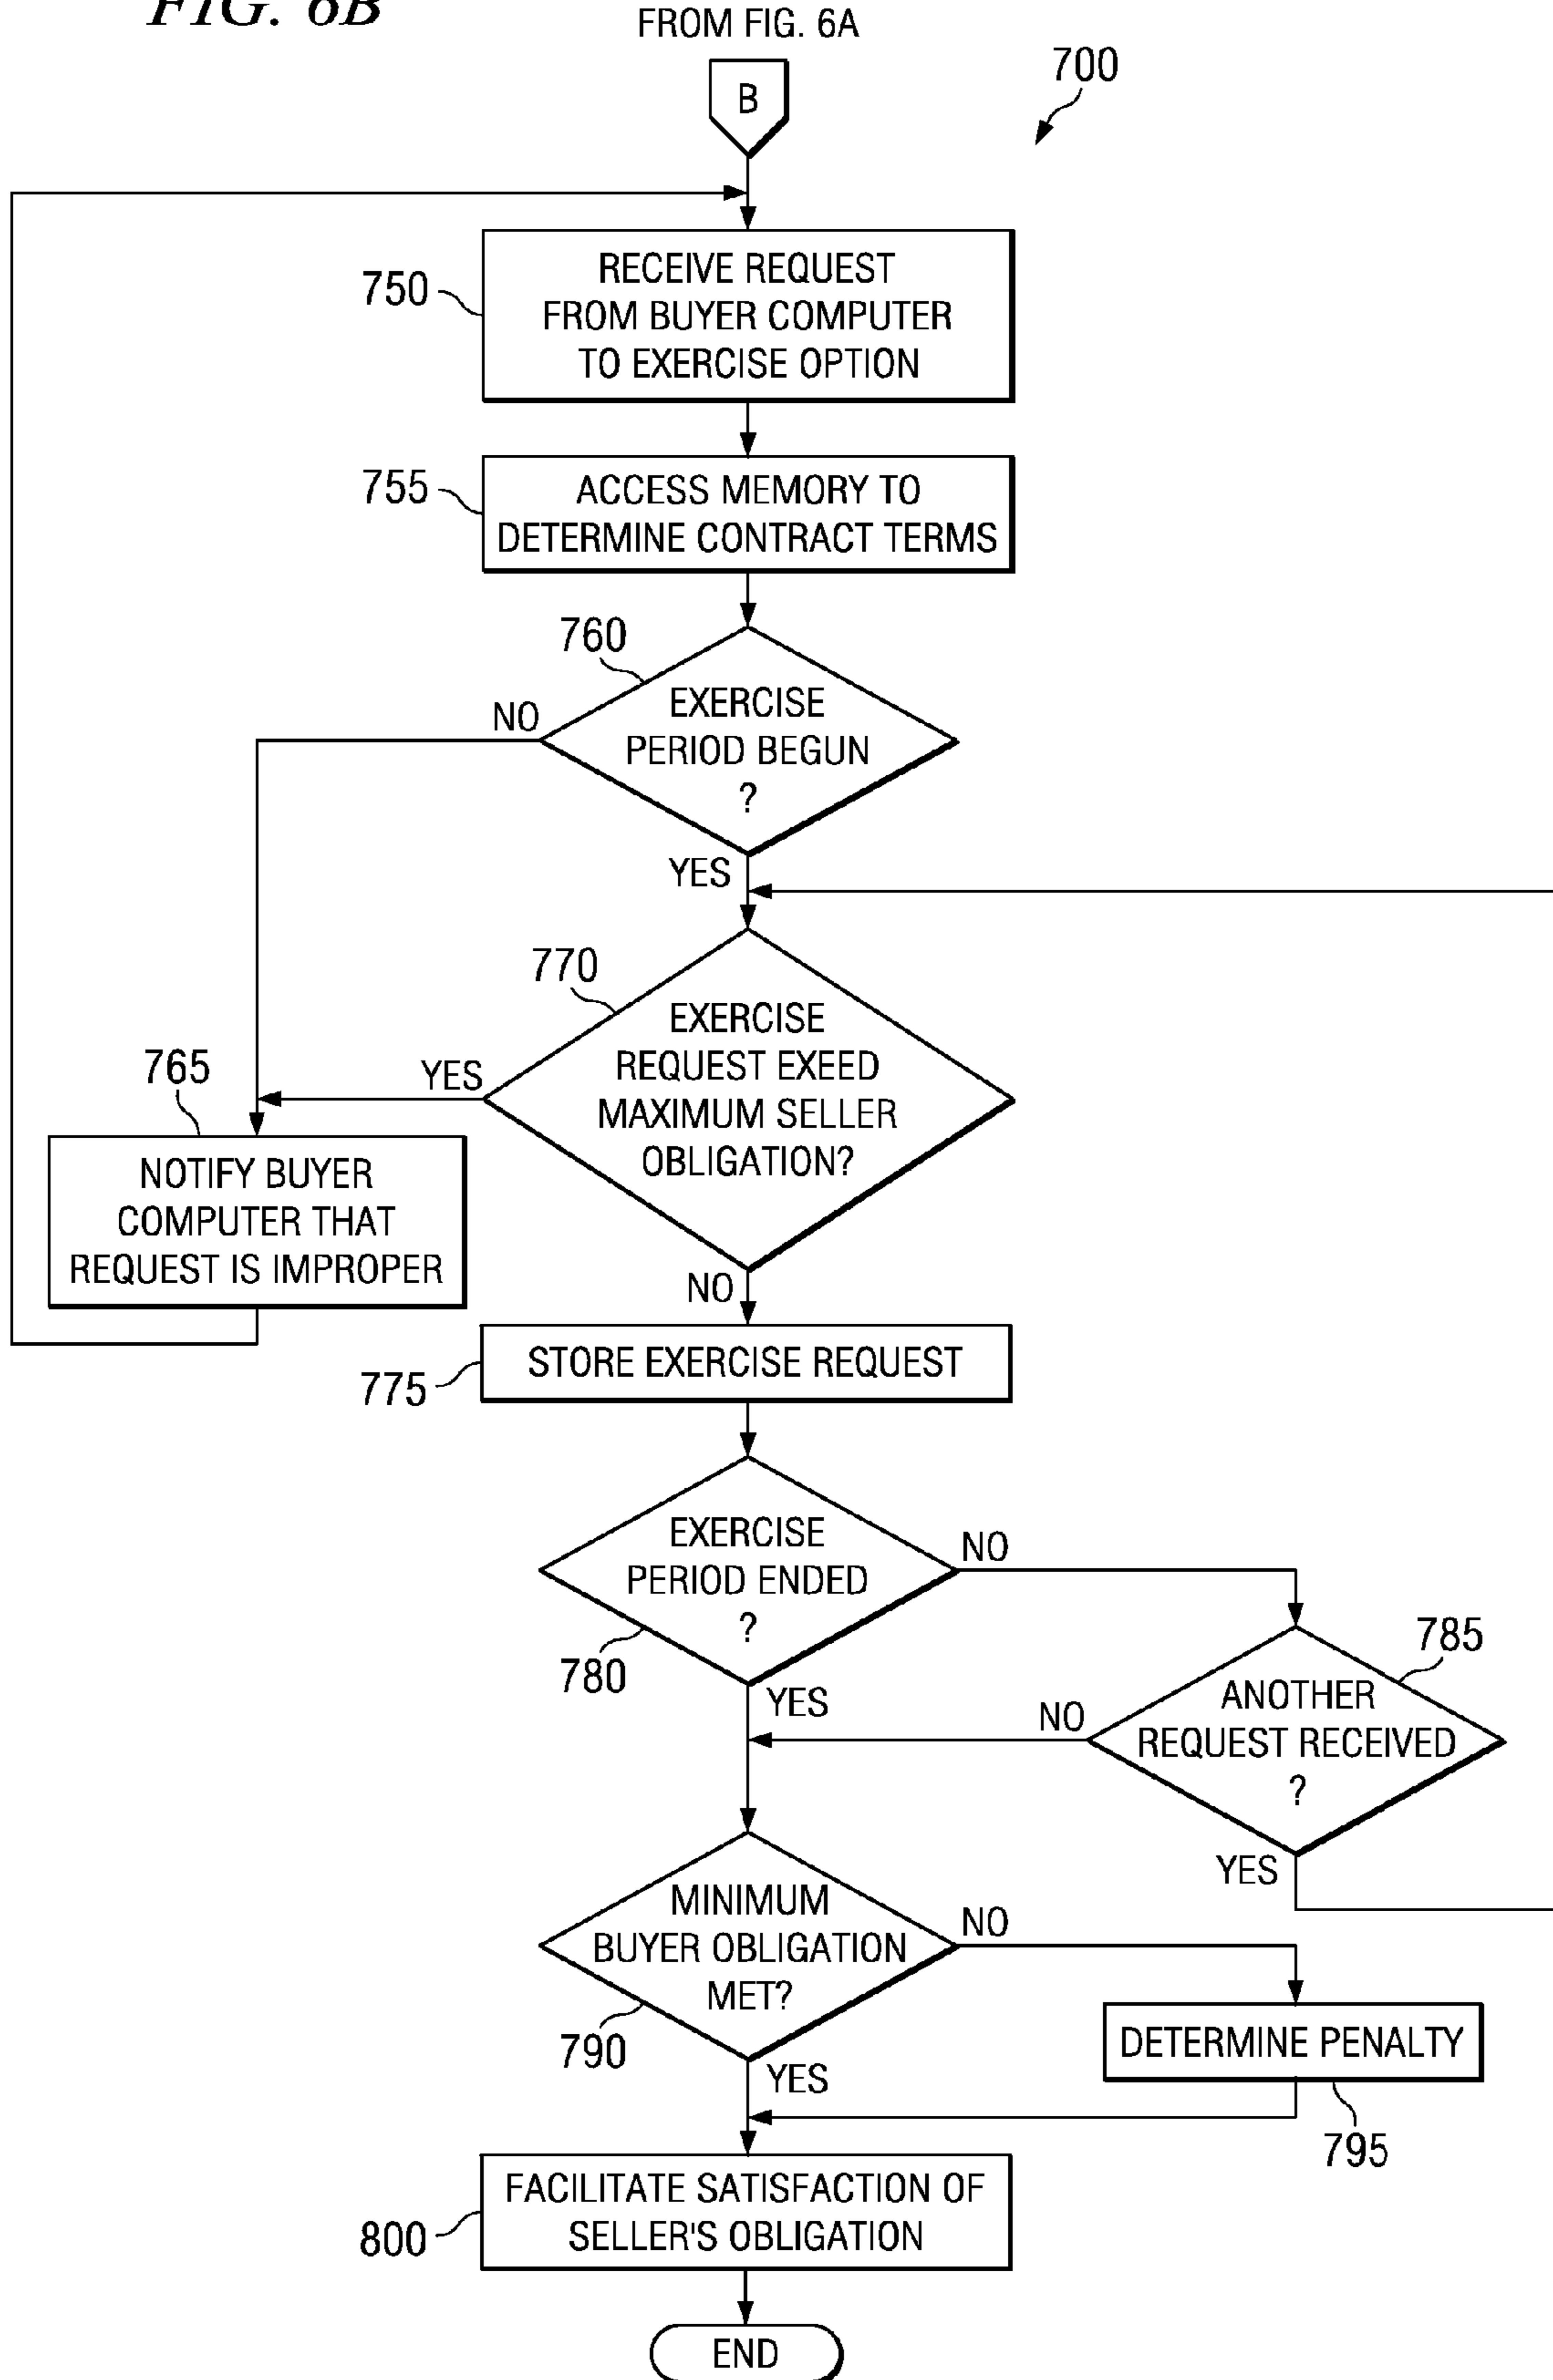 FIG. 6B
FROM FIG. 6A
700
B
750
RECEIVE REQUEST
FROM BUYER COMPUTER
TO EXERCISE OPTION
755
ACCESS MEMORY TO
DETERMINE CONTRACT TERMS
760
EXERCISE
PERIOD BEGUN
?
NO
YES
770
EXERCISE
REQUEST EXEED
MAXIMUM SELLER
OBLIGATION?
YES
NO
765
NOTIFY BUYER
COMPUTER THAT
REQUEST IS IMPROPER
775
STORE EXERCISE REQUEST
EXERCISE
PERIOD ENDED
?
780
NO
YES
785
ANOTHER
REQUEST RECEIVED
?
NO
YES
MINIMUM
BUYER OBLIGATION
MET?
790
NO
YES
DETERMINE PENALTY
795
FACILITATE SATISFACTION OF
SELLER'S OBLIGATION
800
END